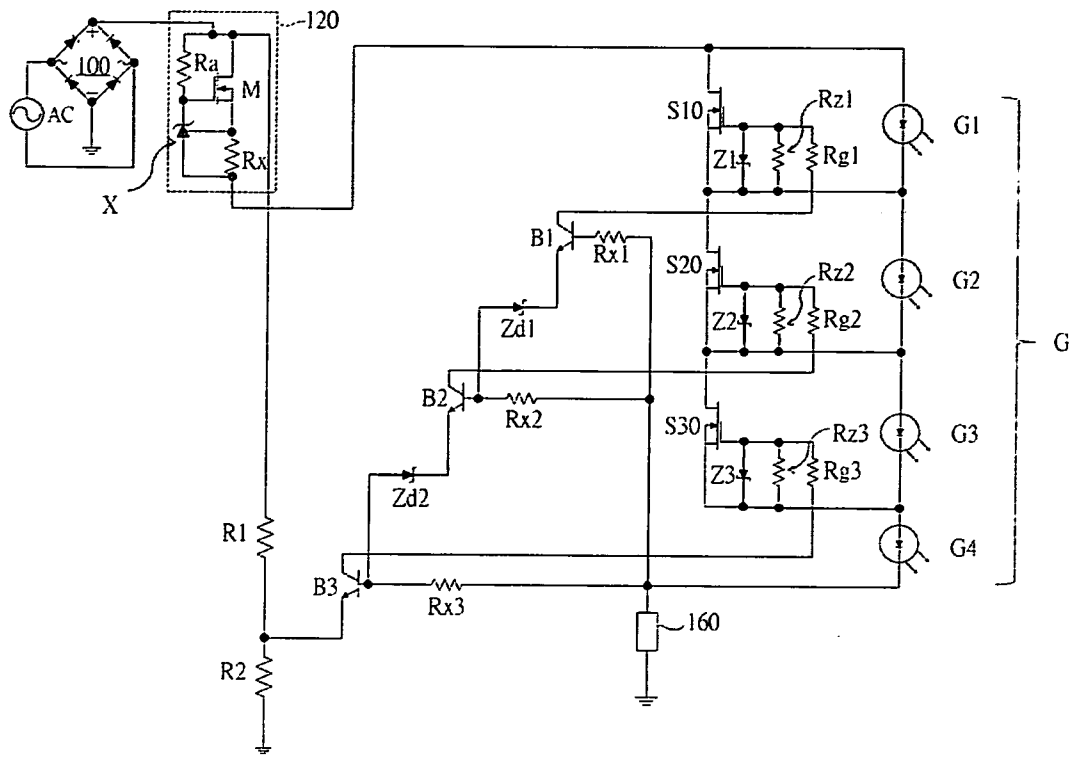 120
+
100
−
AC
Ra
M
Rx
X
S10
Rz1
Z1
Rg1
G1
B1
Rx1
S20
Rz2
Z2
Rg2
G2
Zd1
G
B2
Rx2
S30
Rz3
Z3
Rg3
G3
Zd2
R1
G4
B3
Rx3
160
R2